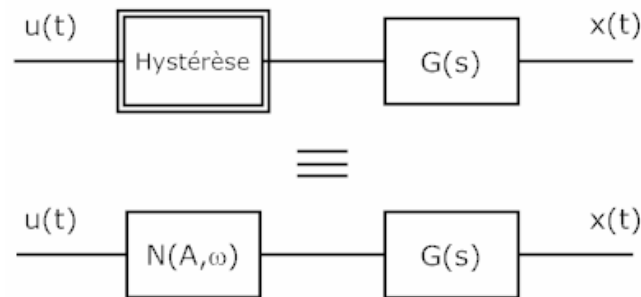 u(t)
x(t)
Hystérèse
G(s)
u(t)
x(t)
N(A,ω)
G(s)